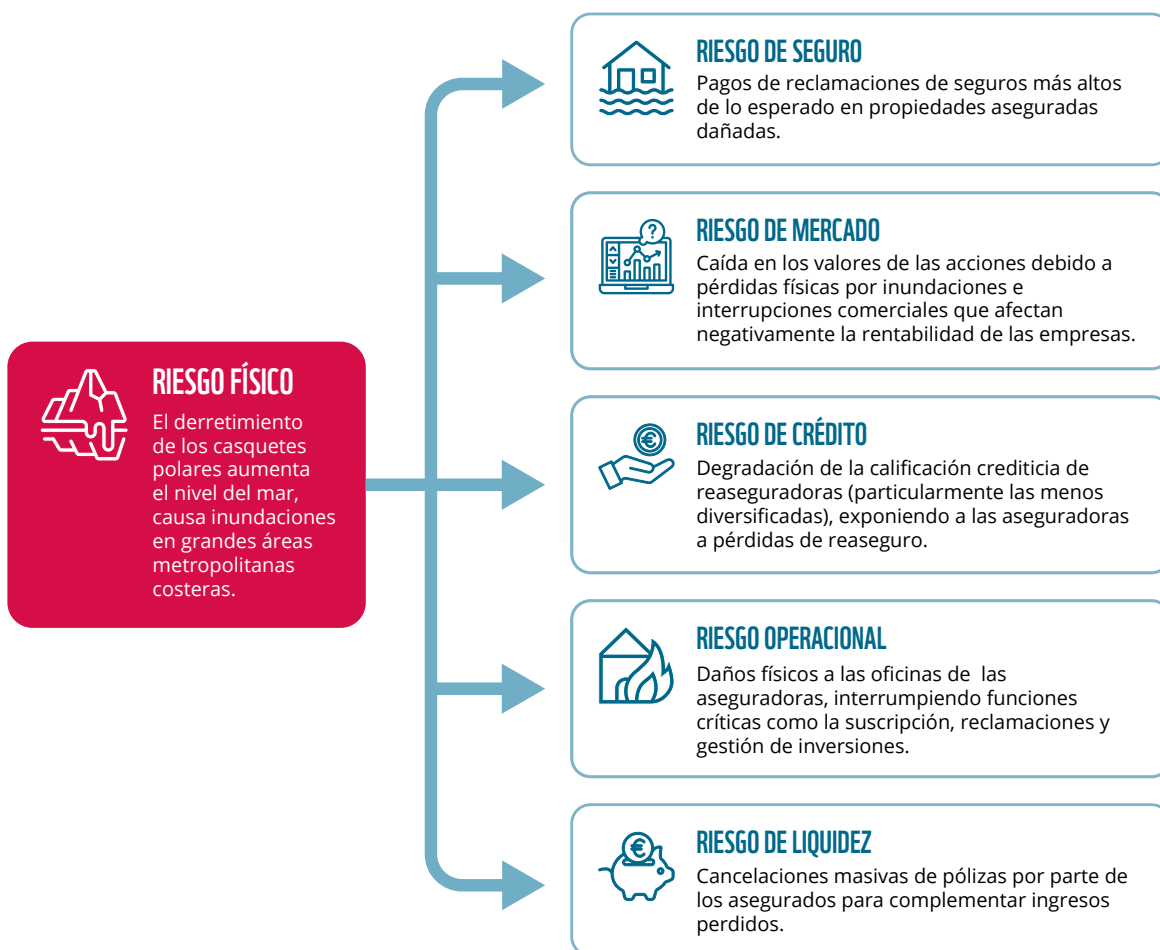 RIESGO DE SEGURO
Pagos de reclamaciones de seguros más altos
de lo esperado en propiedades aseguradas
dañadas.
RIESGO DE MERCADO
Caída en los valores de las acciones debido a
pérdidas físicas por inundaciones e
interrupciones comerciales que afectan
negativamente la rentabilidad de las empresas.
RIESGO FÍSICO
El derretimiento
de los casquetes
polares aumenta
el nivel del mar,
causa inundaciones
en grandes áreas
metropolitanas
costeras.
RIESGO DE CRÉDITO
Degradación de la calificación crediticia de
reaseguradoras (particularmente las menos
diversificadas), exponiendo a las aseguradoras
a pérdidas de reaseguro.
RIESGO OPERACIONAL
Daños físicos a las oficinas de las
aseguradoras, interrumpiendo funciones
críticas como la suscripción, reclamaciones y
gestión de inversiones.
RIESGO DE LIQUIDEZ
Cancelaciones masivas de pólizas por parte de
los asegurados para complementar ingresos
perdidos.